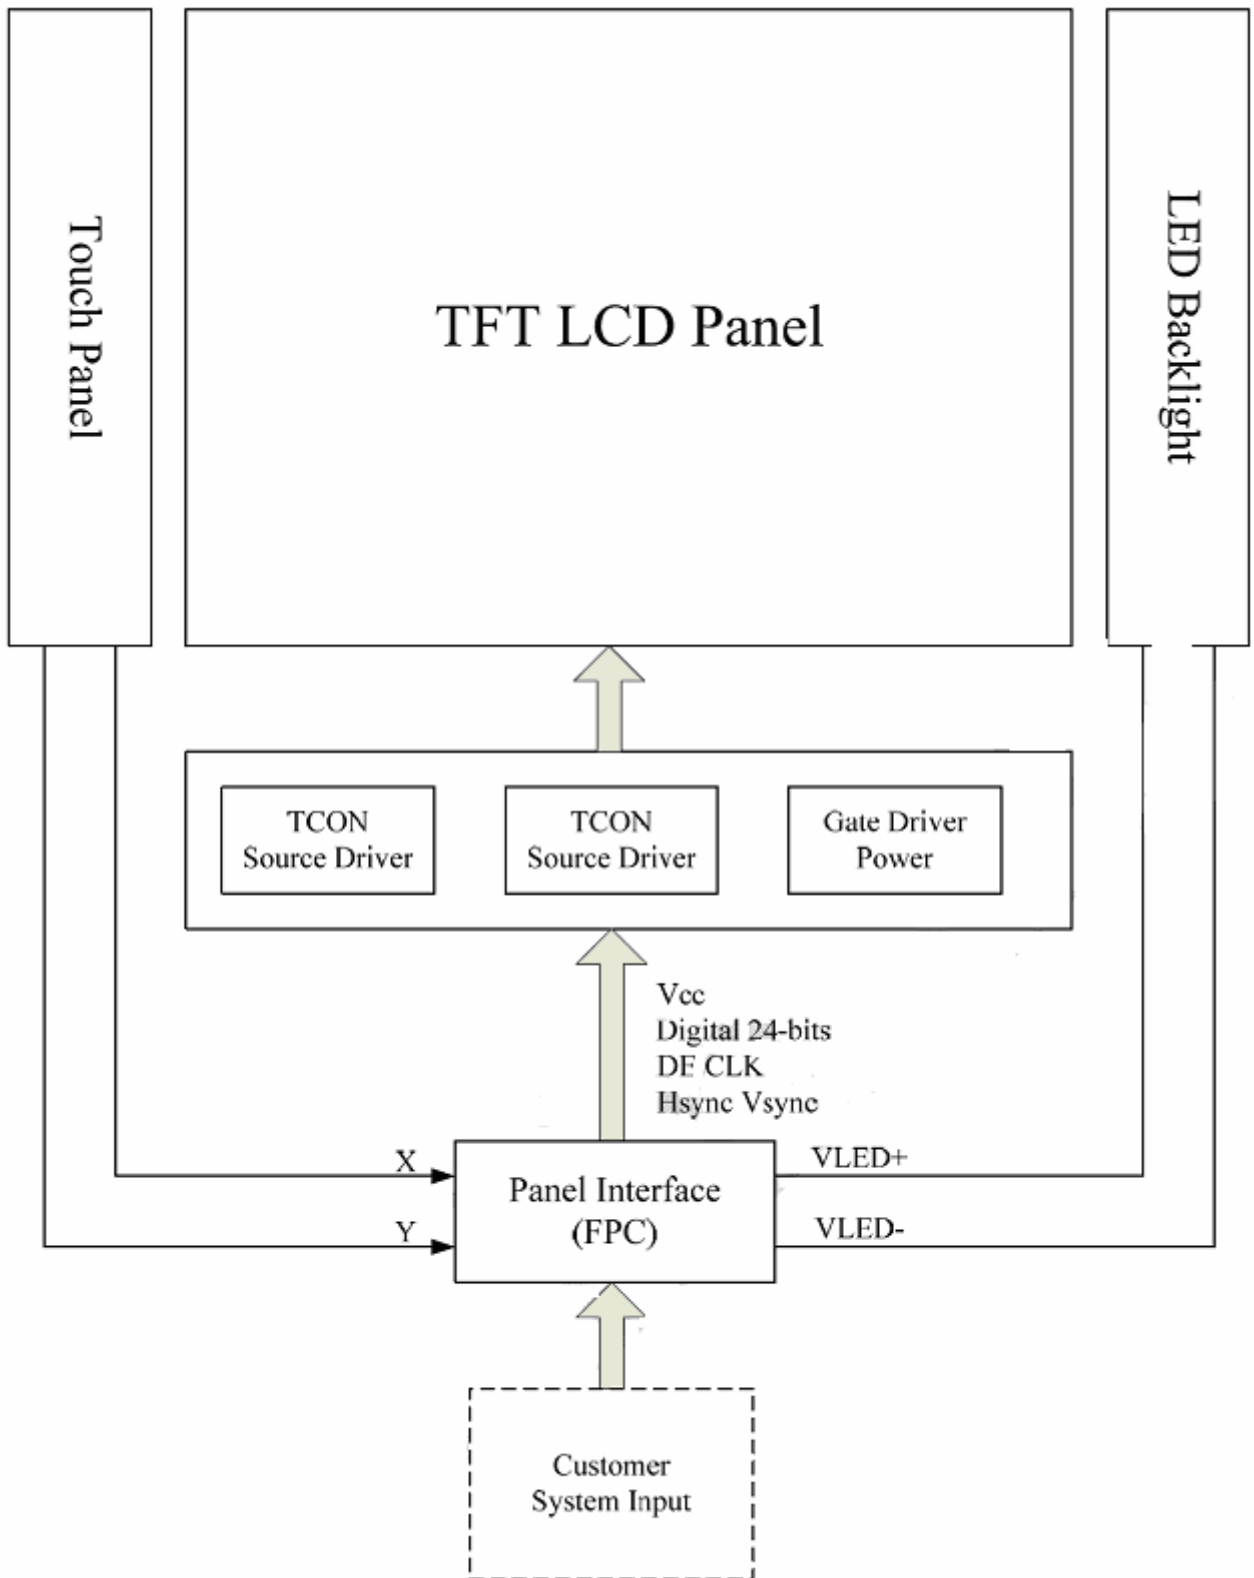 Touch Panel
TFT LCD Panel
LED Backlight
TCON
Source Driver
TCON
Source Driver
Gate Driver
Power
Vcc
Digital 24-bits
DE CLK
Hsync Vsync
X
Y
Panel Interface
(FPC)
VLED+
VLED-
Customer
System Input